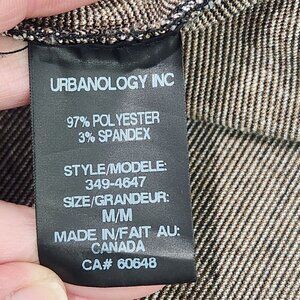 URBANOLOGY INC
97% POLYESTER
3% SPANDEX
STYLE/MODELE:
349-4647
SIZE/GRANDEUR:
M/M
MADE IN/FAIT AU:
CANADA
CA# 60648